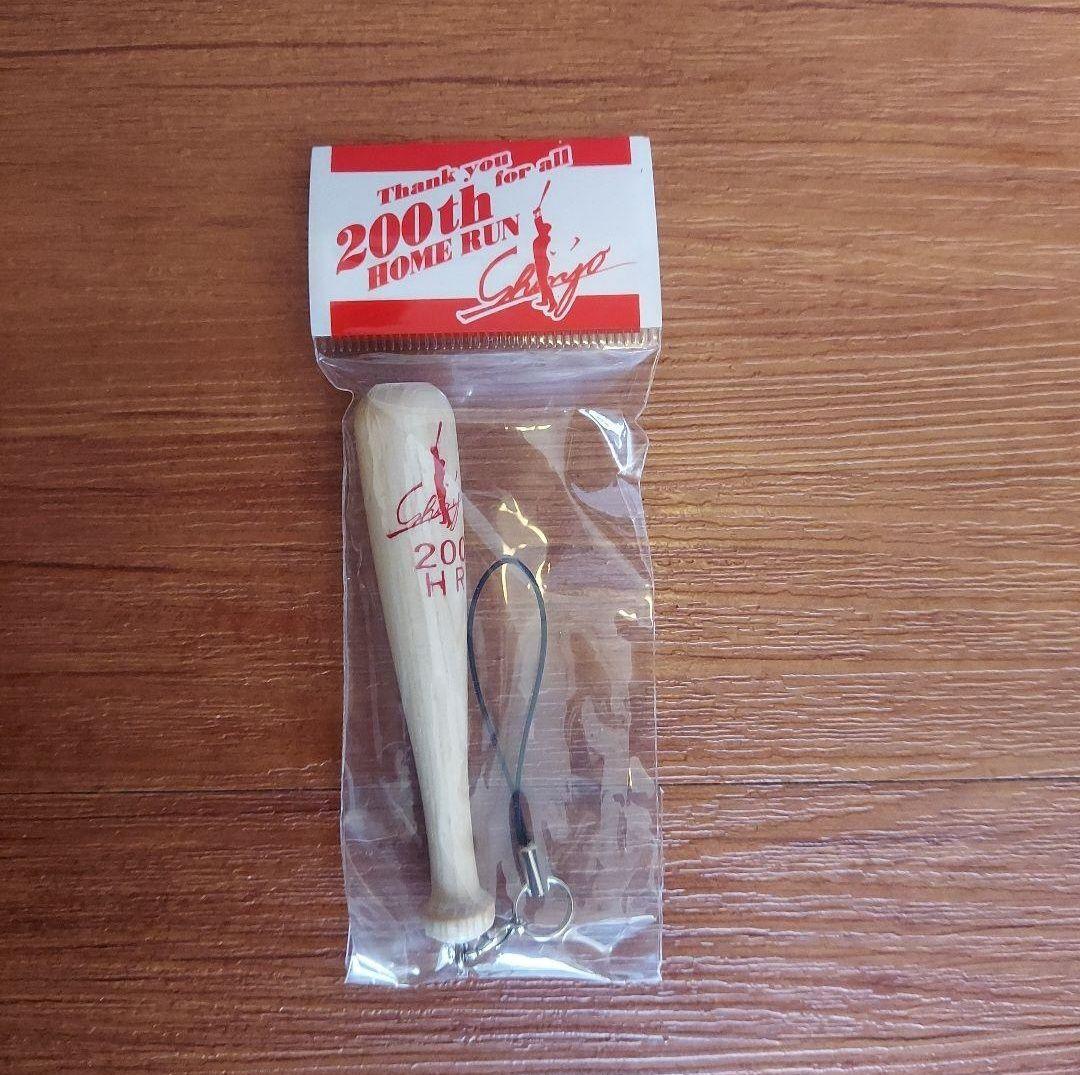 Thank you
for all
200th
HOME RUN
Shinjo
Shinjo
200
HR